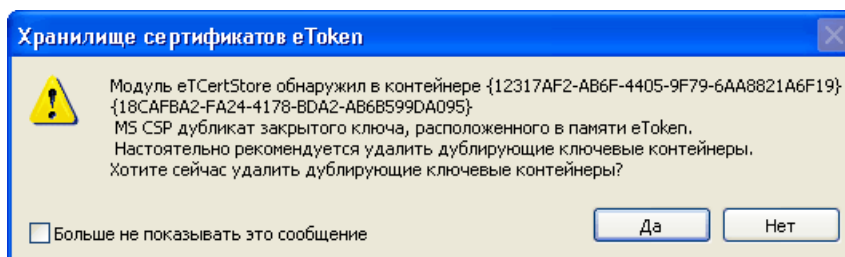 Хранилище сертификатов eToken
Модуль eTCertStore обнаружил в контейнере {12317AF2-AB6F-4405-9F79-6AA8821A6F19}
{18CAFBA2-FA24-4178-BDA2-AB6B599DA095}
MS CSP дубликат закрытого ключа, расположенного в памяти eToken.
Настоятельно рекомендуется удалить дублирующие ключевые контейнеры.
Хотите сейчас удалить дублирующие ключевые контейнеры?
Больше не показывать это сообщение
Да
Нет